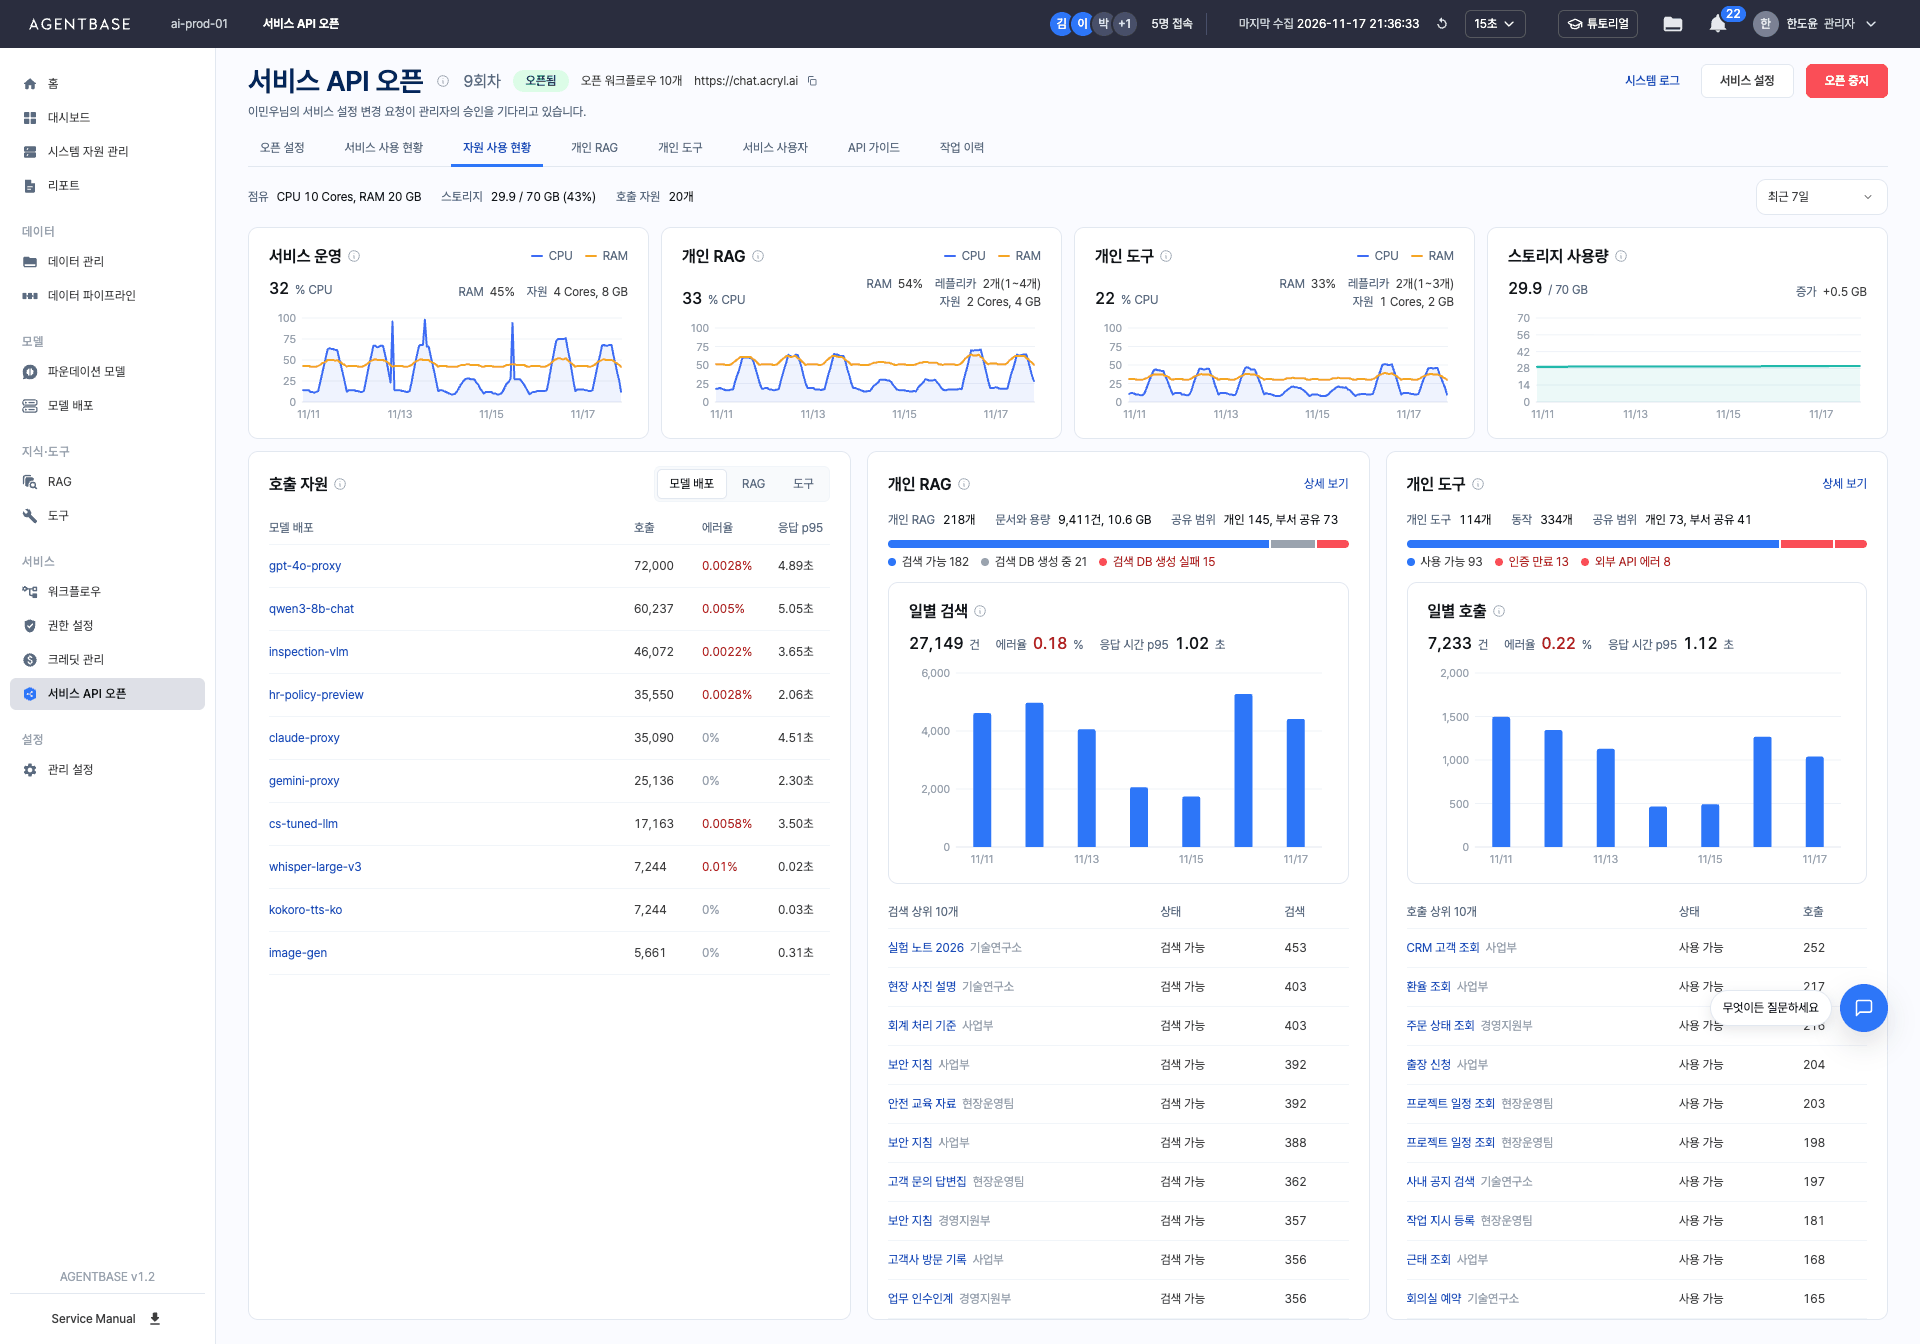 AGENTBASE ai-prod-01 서비스 API 오픈 김 이 박 +1 5명 접속 마지막 수집 2026-11-17 21:36:33 15초 튜토리얼 22 한 한도윤 관리자
홈
대시보드
시스템 자원 관리
리포트
데이터
데이터 관리
데이터 파이프라인
모델
파운데이션 모델
모델 배포
지식·도구
RAG
도구
서비스
워크플로우
권한 설정
크레딧 관리
서비스 API 오픈
설정
관리 설정
AGENTBASE v1.2
Service Manual
서비스 API 오픈 9회차 오픈됨 오픈 워크플로우 10개 https://chat.acryl.ai 시스템 로그 서비스 설정 오픈 중지
이민우님의 서비스 설정 변경 요청이 관리자의 승인을 기다리고 있습니다.
오픈 설정 서비스 사용 현황 자원 사용 현황 개인 RAG 개인 도구 서비스 사용자 API 가이드 작업 이력
점유 CPU 10 Cores, RAM 20 GB 스토리지 29.9 / 70 GB (43%) 호출 자원 20개 최근 7일
서비스 운영 CPU RAM
32 % CPU RAM 45% 자원 4 Cores, 8 GB
100
75
50
25
0
11/11 11/13 11/15 11/17
개인 RAG CPU RAM
RAM 54% 레플리카 2개(1~4개)
33 % CPU 자원 2 Cores, 4 GB
100
75
50
25
0
11/11 11/13 11/15 11/17
개인 도구 CPU RAM
RAM 33% 레플리카 2개(1~3개)
22 % CPU 자원 1 Cores, 2 GB
100
75
50
25
0
11/11 11/13 11/15 11/17
스토리지 사용량
29.9 / 70 GB 증가 +0.5 GB
70
56
42
28
14
0
11/11 11/13 11/15 11/17
호출 자원 모델 배포 RAG 도구
모델 배포 호출 에러율 응답 p95
gpt-4o-proxy 72,000 0.0028% 4.89초
qwen3-8b-chat 60,237 0.005% 5.05초
inspection-vlm 46,072 0.0022% 3.65초
hr-policy-preview 35,550 0.0028% 2.06초
claude-proxy 35,090 0% 4.51초
gemini-proxy 25,136 0% 2.30초
cs-tuned-llm 17,163 0.0058% 3.50초
whisper-large-v3 7,244 0.01% 0.02초
kokoro-tts-ko 7,244 0% 0.03초
image-gen 5,661 0% 0.31초
개인 RAG 상세 보기
개인 RAG 218개 문서와 용량 9,411건, 10.6 GB 공유 범위 개인 145, 부서 공유 73
검색 가능 182 검색 DB 생성 중 21 검색 DB 생성 실패 15
일별 검색
27,149 건 에러율 0.18 % 응답 시간 p95 1.02 초
6,000
4,000
2,000
0
11/11 11/13 11/15 11/17
검색 상위 10개 상태 검색
실험 노트 2026 기술연구소 검색 가능 453
현장 사진 설명 기술연구소 검색 가능 403
회계 처리 기준 사업부 검색 가능 403
보안 지침 사업부 검색 가능 392
안전 교육 자료 현장운영팀 검색 가능 392
보안 지침 사업부 검색 가능 388
고객 문의 답변집 현장운영팀 검색 가능 362
보안 지침 경영지원부 검색 가능 357
고객사 방문 기록 사업부 검색 가능 356
업무 인수인계 경영지원부 검색 가능 356
개인 도구 상세 보기
개인 도구 114개 동작 334개 공유 범위 개인 73, 부서 공유 41
사용 가능 93 인증 만료 13 외부 API 에러 8
일별 호출
7,233 건 에러율 0.22 % 응답 시간 p95 1.12 초
2,000
1,500
1,000
500
0
11/11 11/13 11/15 11/17
호출 상위 10개 상태 호출
CRM 고객 조회 사업부 사용 가능 252
환율 조회 사업부 사용 가능 217
무엇이든 질문하세요
주문 상태 조회 경영지원부 사용 가능 216
출장 신청 사업부 사용 가능 204
프로젝트 일정 조회 현장운영팀 사용 가능 203
프로젝트 일정 조회 현장운영팀 사용 가능 198
사내 공지 검색 기술연구소 사용 가능 197
작업 지시 등록 현장운영팀 사용 가능 181
근태 조회 사업부 사용 가능 168
회의실 예약 기술연구소 사용 가능 165